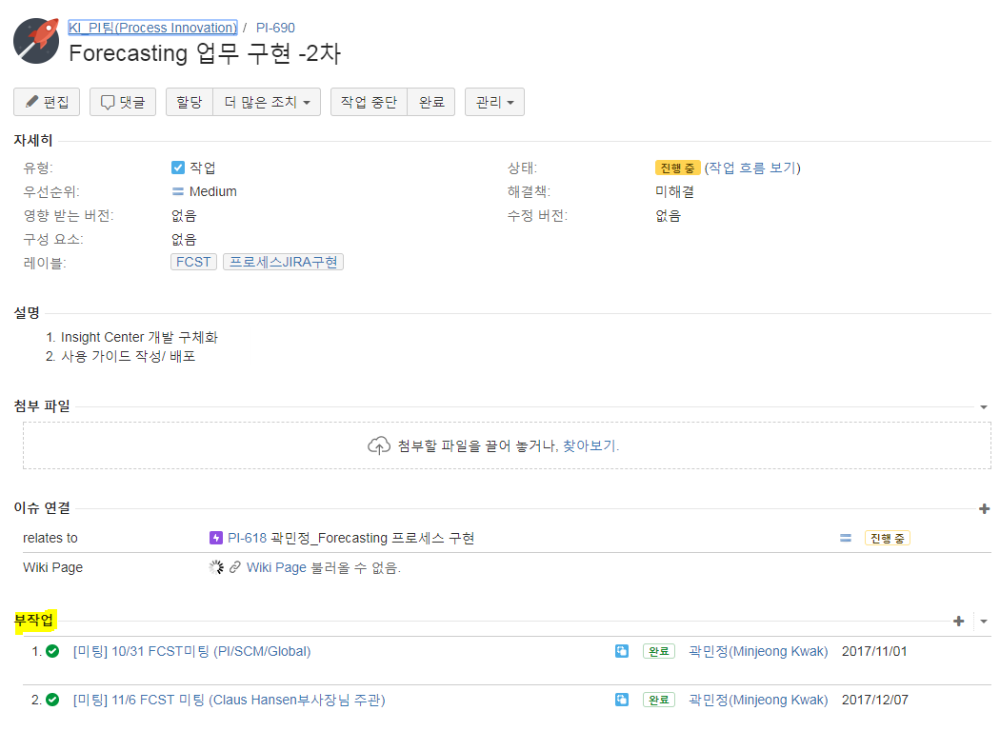 KI_PI팀(Process Innovation) / PI-690
Forecasting 업무 구현 -2차
편집 댓글 할당 더 많은 조치 작업 중단 완료 관리
자세히
유형: 작업 상태: 진행 중 (작업 흐름 보기)
우선순위: Medium 해결책: 미해결
영향 받는 버전: 없음 수정 버전: 없음
구성 요소: 없음
레이블: FCST 프로세스JIRA구현
설명
1. Insight Center 개발 구체화
2. 사용 가이드 작성/ 배포
첨부 파일
첨부할 파일을 끌어 놓거나, 찾아보기.
이슈 연결
relates to PI-618 곽민정_Forecasting 프로세스 구현 진행 중
Wiki Page Wiki Page 불러올 수 없음.
부작업
1. [미팅] 10/31 FCST미팅 (PI/SCM/Global) 완료 곽민정(Minjeong Kwak) 2017/11/01
2. [미팅] 11/6 FCST 미팅 (Claus Hansen부사장님 주관) 완료 곽민정(Minjeong Kwak) 2017/12/07